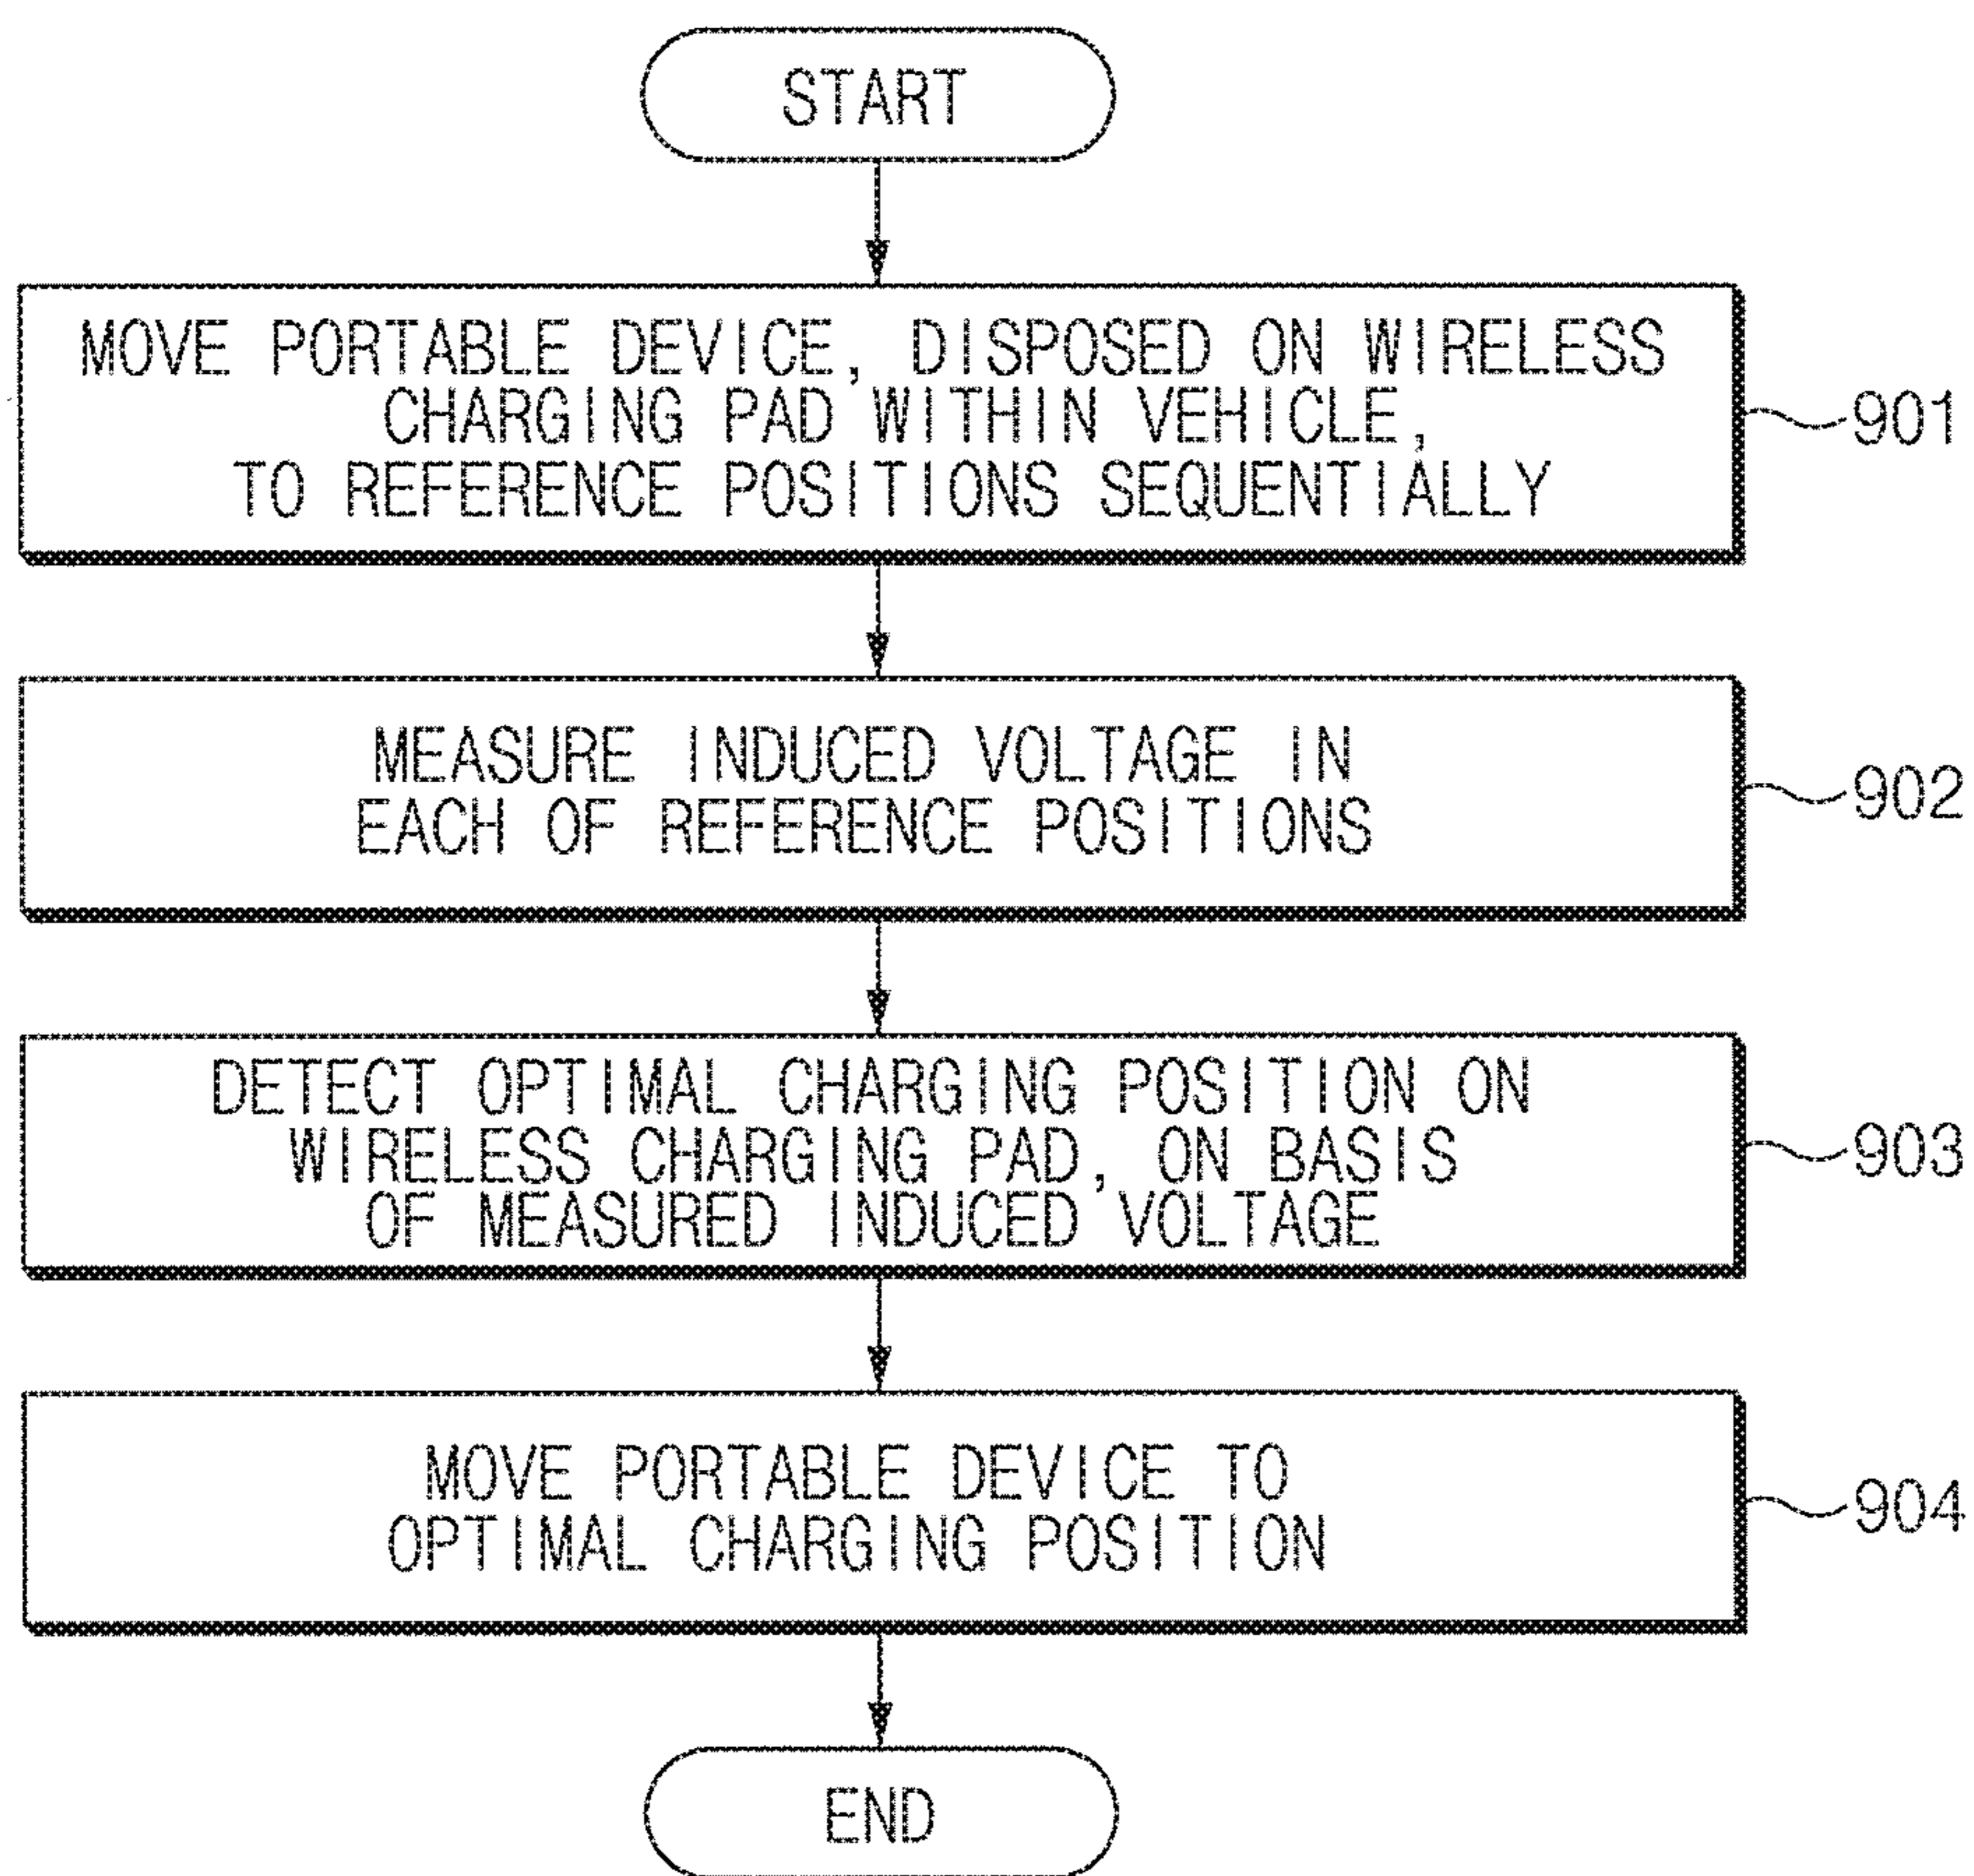 START
MOVE PORTABLE DEVICE, DISPOSED ON WIRELESS
CHARGING PAD WITHIN VEHICLE,
TO REFERENCE POSITIONS SEQUENTIALLY
901
MEASURE INDUCED VOLTAGE IN
EACH OF REFERENCE POSITIONS
902
DETECT OPTIMAL CHARGING POSITION ON
WIRELESS CHARGING PAD, ON BASIS
OF MEASURED INDUCED VOLTAGE
903
MOVE PORTABLE DEVICE TO
OPTIMAL CHARGING POSITION
904
END